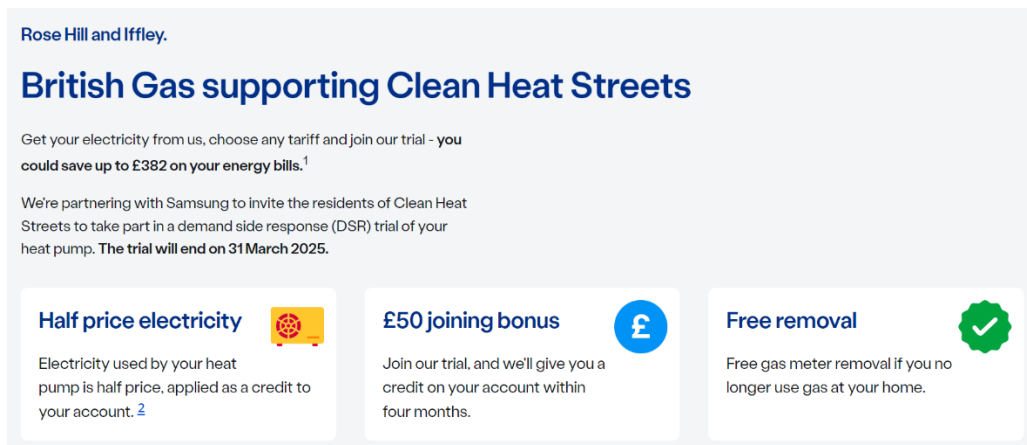 Rose Hill and Iffley.
British Gas supporting Clean Heat Streets
Get your electricity from us, choose any tariff and join our trial - you
could save up to £382 on your energy bills.1
We're partnering with Samsung to invite the residents of Clean Heat
Streets to take part in a demand side response (DSR) trial of your
heat pump. The trial will end on 31 March 2025.
Half price electricity
Electricity used by your heat
pump is half price, applied as a credit to
your account. 2
£50 joining bonus
£
Join our trial, and we'll give you a
credit on your account within
four months.
Free removal
Free gas meter removal if you no
longer use gas at your home.